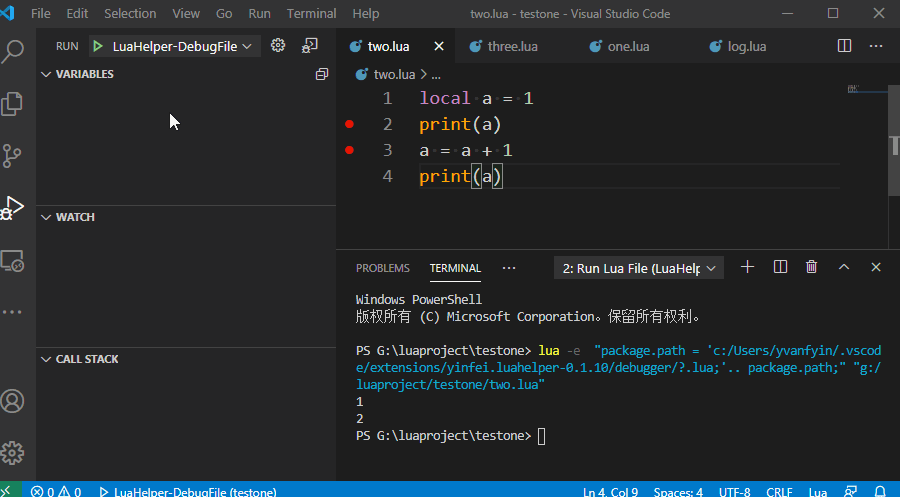 File Edit Selection View Go Run Terminal Help two.lua - testone - Visual Studio Code
RUN LuaHelper-DebugFile
VARIABLES
WATCH
CALL STACK
two.lua three.lua one.lua log.lua
two.lua > ...
1 local a = 1
2 print(a)
3 a = a + 1
4 print(a)
PROBLEMS TERMINAL ... 2: Run Lua File (LuaHelp
Windows PowerShell
版权所有 (C) Microsoft Corporation。保留所有权利。
PS G:\luaproject\testone> lua -e "package.path = 'c:/Users/yvanfyin/.vscod
e/extensions/yinfei.luahelper-0.1.10/debugger/?.lua;'.. package.path;" "g:/
luaproject/testone/two.lua"
1
2
PS G:\luaproject\testone>
0 0 LuaHelper-DebugFile (testone) Ln 4, Col 9 Spaces: 4 UTF-8 CRLF Lua